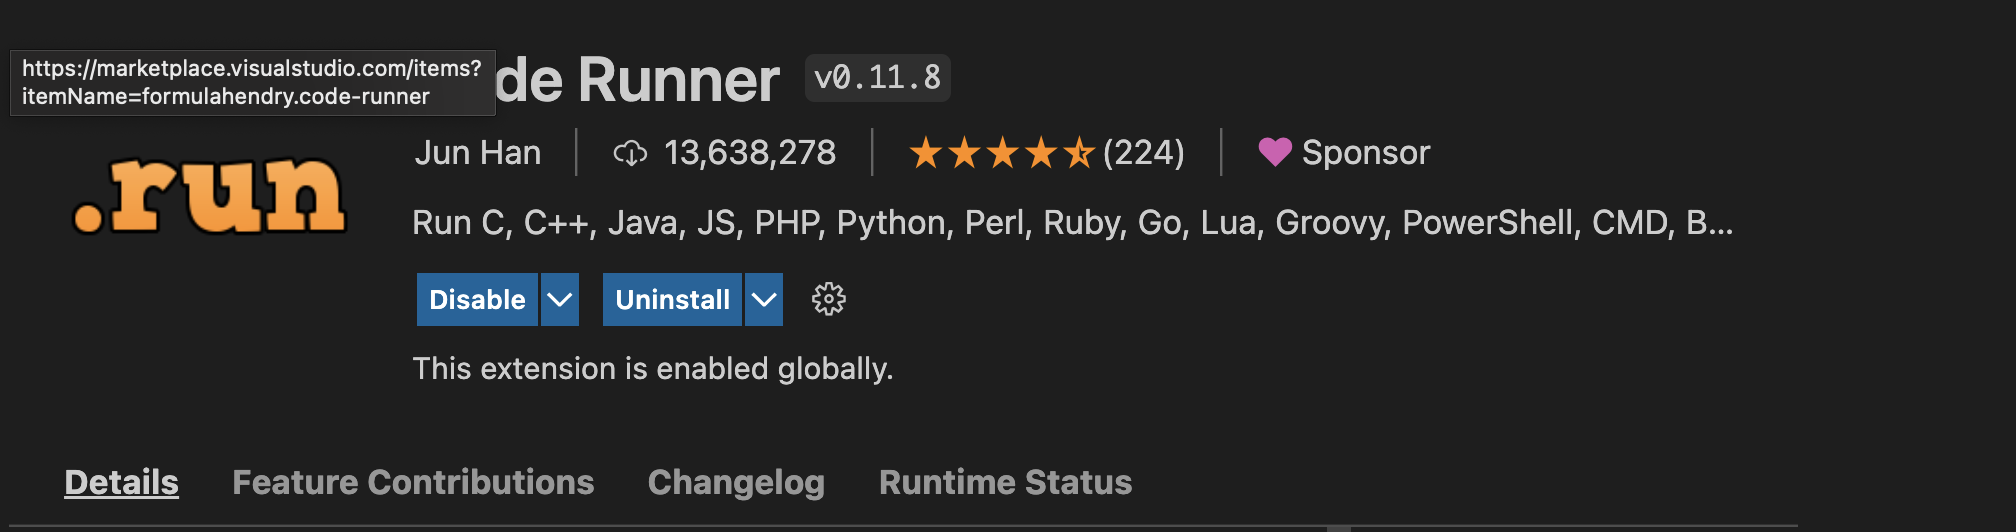 https://marketplace.visualstudio.com/items?
itemName=formulahendry.code-runner
de Runner v0.11.8
.run
Jun Han 13,638,278 (224) Sponsor
Run C, C++, Java, JS, PHP, Python, Perl, Ruby, Go, Lua, Groovy, PowerShell, CMD, B...
Disable Uninstall
This extension is enabled globally.
Details Feature Contributions Changelog Runtime Status